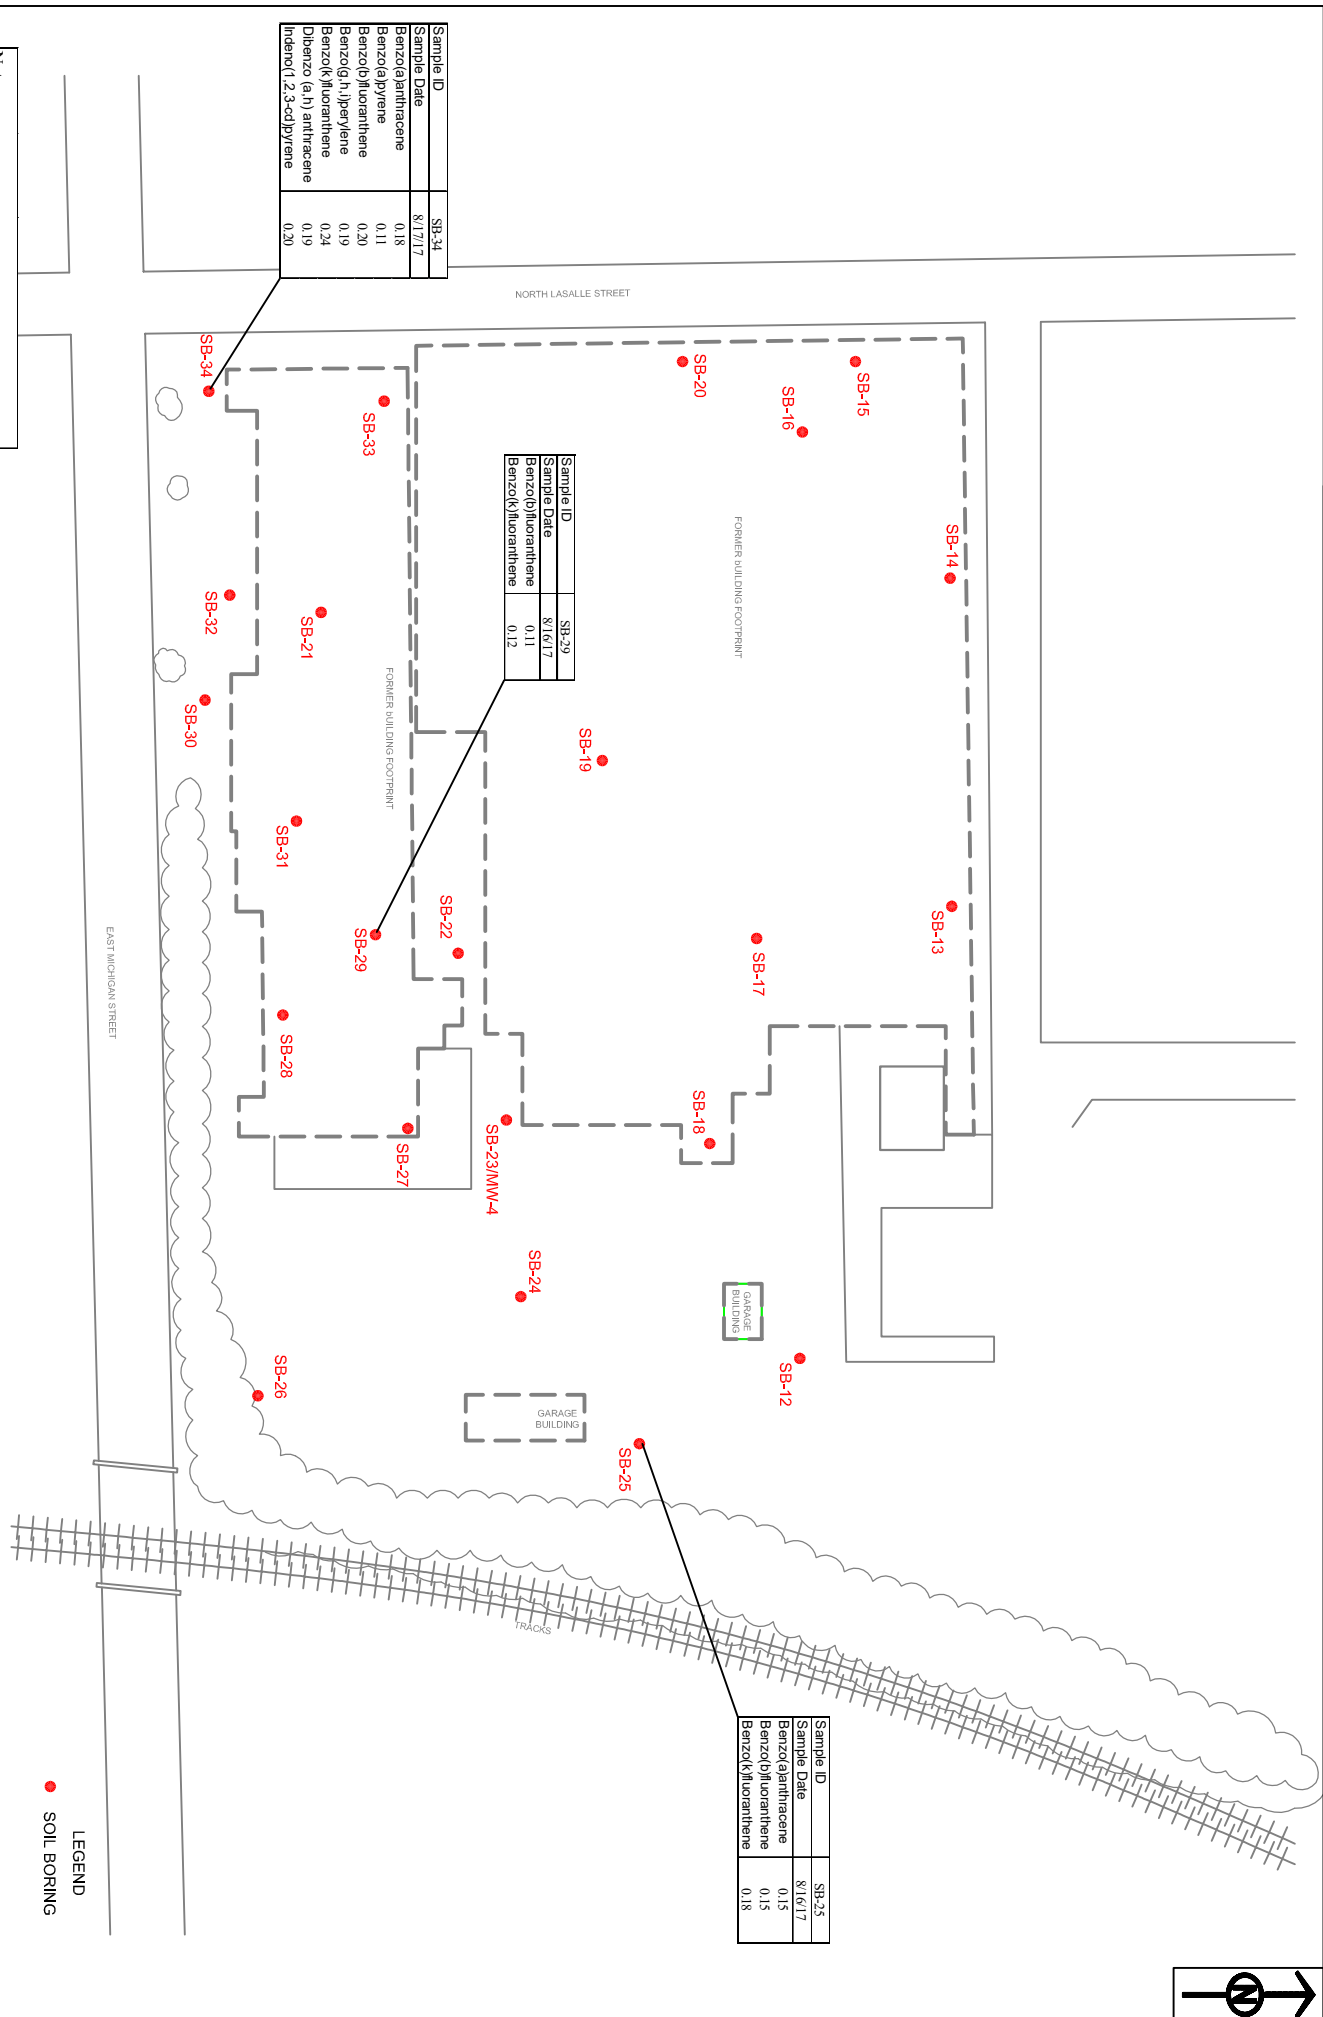 Sample ID SB-34
Sample Date 8/17/17
Benzo(a)anthracene 0.18
Benzo(a)pyrene 0.11
Benzo(b)fluoranthene 0.20
Benzo(g,h,i)perylene 0.19
Benzo(k)fluoranthene 0.24
Dibenzo (a,h) anthracene 0.19
Indeno(1,2,3-cd)pyrene 0.20
NORTH LASALLE STREET
SB-15
SB-20
SB-16
SB-34
SB-33
SB-14
FORMER bUILDING FOOTPRINT
Sample ID SB-29
Sample Date 8/16/17
Benzo(b)fluoranthene 0.11
Benzo(k)fluoranthene 0.12
SB-32
SB-21
SB-30
FORMER bUILDING FOOTPRINT
SB-19
SB-31
SB-13
SB-22
SB-29
SB-17
EAST MICHIGAN STREET
SB-28
SB-18
SB-23/MW-4
SB-27
SB-24
GARAGE
BUILDING
SB-12
SB-26
GARAGE
BUILDING
SB-25
TRACKS
Sample ID SB-25
Sample Date 8/16/17
Benzo(a)anthracene 0.15
Benzo(b)fluoranthene 0.15
Benzo(k)fluoranthene 0.18
LEGEND
SOIL BORING
N